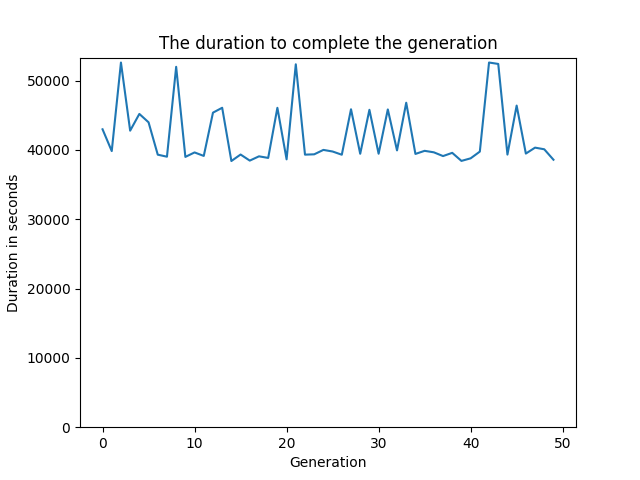 The duration to complete the generation
50000
40000
30000
20000
10000
0
Duration in seconds
0 10 20 30 40 50
Generation